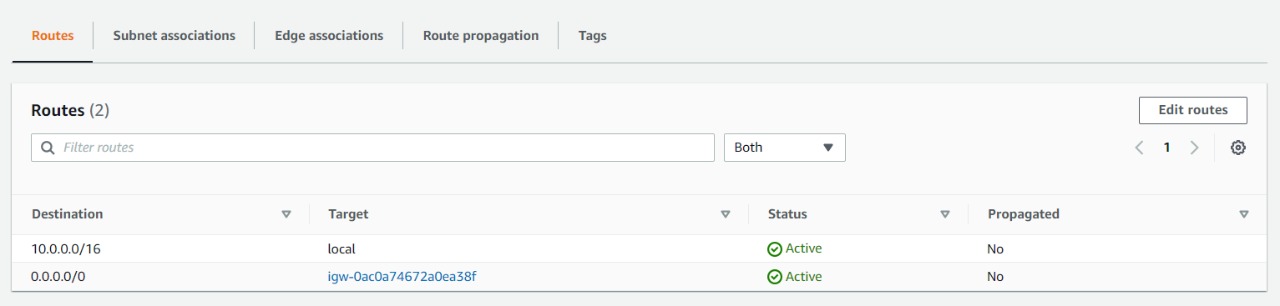 Routes Subnet associations Edge associations Route propagation Tags
Routes (2) Edit routes
Filter routes Both 1
Destination Target Status Propagated
10.0.0.0/16 local Active No
0.0.0.0/0 igw-0ac0a74672a0ea38f Active No